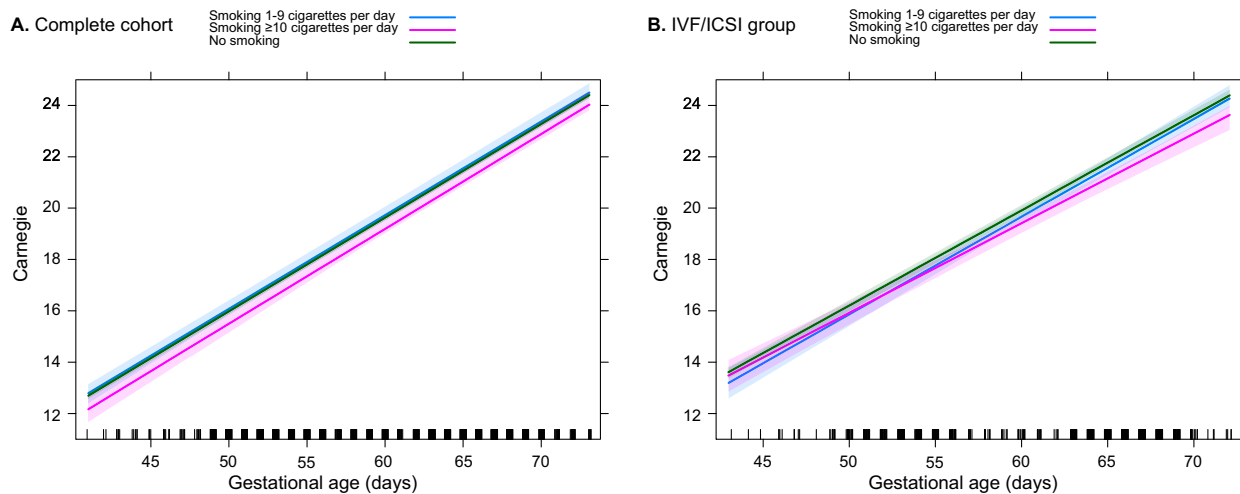 A. Complete cohort
Smoking 1-9 cigarettes per day
Smoking ≥10 cigarettes per day
No smoking
24
22
20
18
16
14
12
Carnegie
45 50 55 60 65 70
Gestational age (days)
B. IVF/ICSI group
Smoking 1-9 cigarettes per day
Smoking ≥10 cigarettes per day
No smoking
24
22
20
18
16
14
12
Carnegie
45 50 55 60 65 70
Gestational age (days)